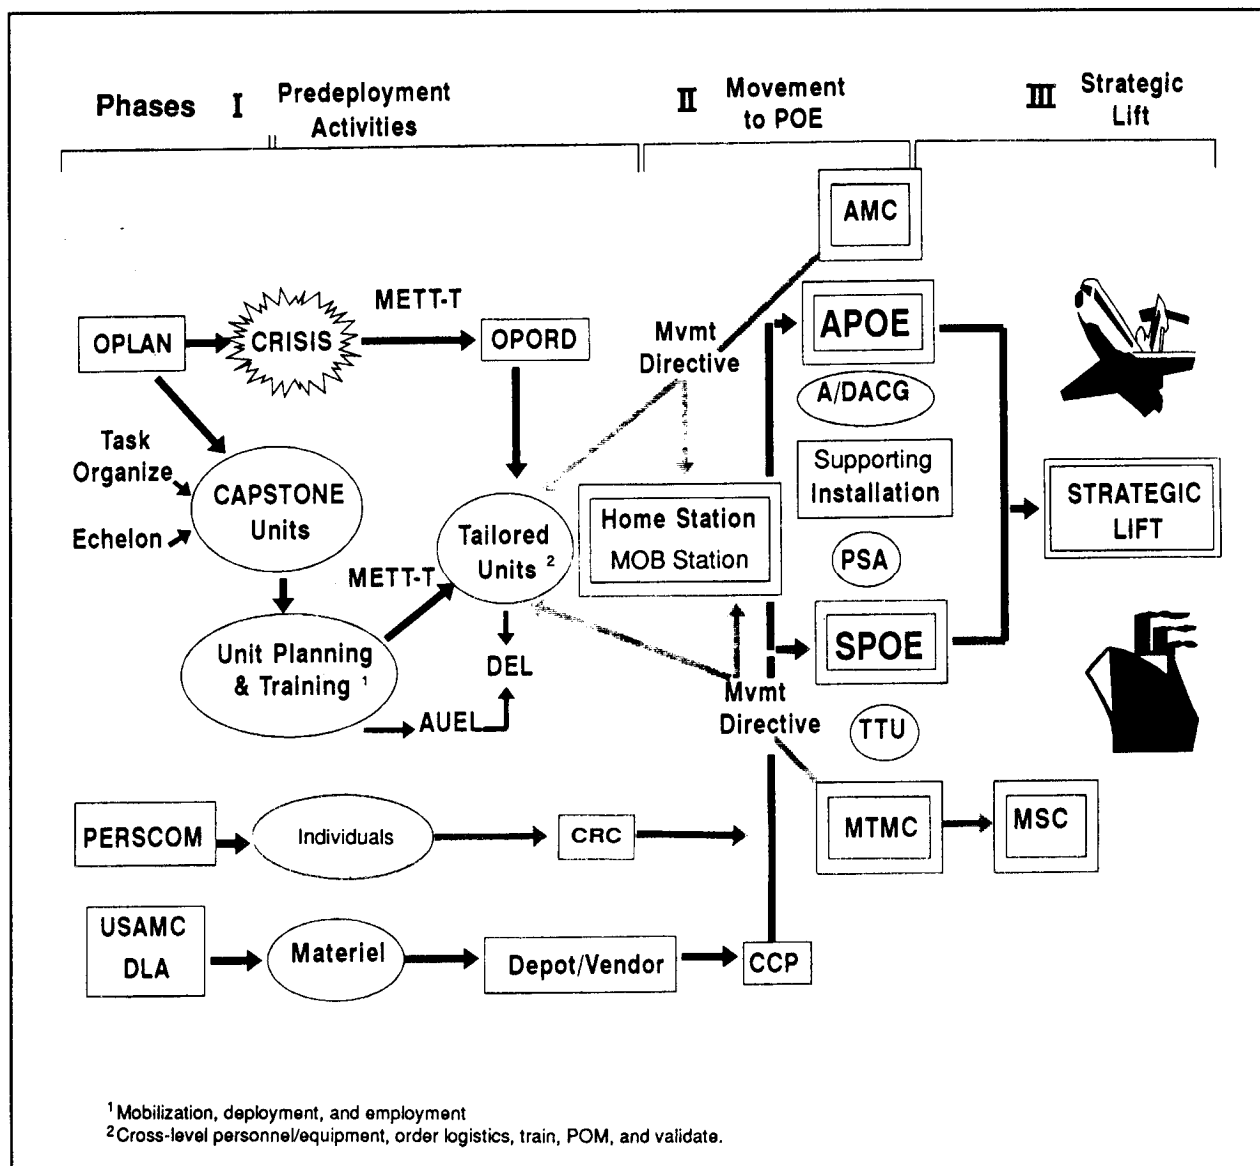 Phases I Predeployment
Activities
II Movement
to POE
III Strategic
Lift
AMC
METT-T
OPLAN
CRISIS
OPORD
Mvmt
Directive
APOE
A/DACG
Task
Organize
Echelon
CAPSTONE
Units
Tailored
Units 2
Home Station
MOB Station
Supporting
Installation
STRATEGIC
LIFT
PSA
METT-T
Unit Planning
& Training 1
DEL
AUEL
SPOE
Mvmt
Directive
TTU
PERSCOM
Individuals
CRC
MTMC
MSC
USAMC
DLA
Materiel
Depot/Vendor
CCP
1 Mobilization, deployment, and employment
2 Cross-level personnel/equipment, order logistics, train, POM, and validate.